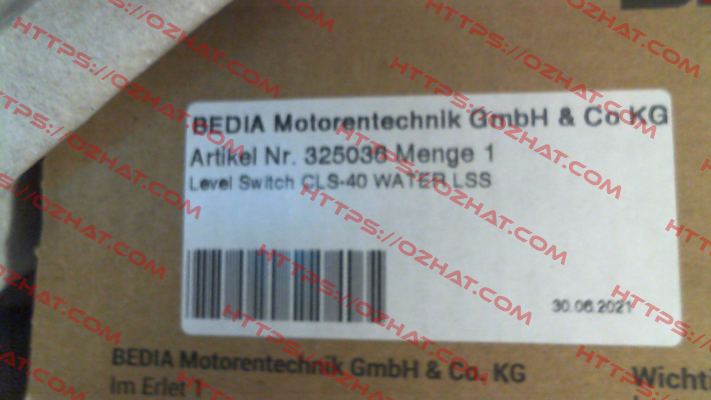 BEDIA Motorentechnik GmbH & Co KG
Artikel Nr. 325036 Menge 1
Level Switch CLS-40 WATER LSS
30.06.2021
BEDIA Motorentechnik GmbH & Co. KG
Im Erlet 1
Wichti
HTTPS://OZHAT.COM